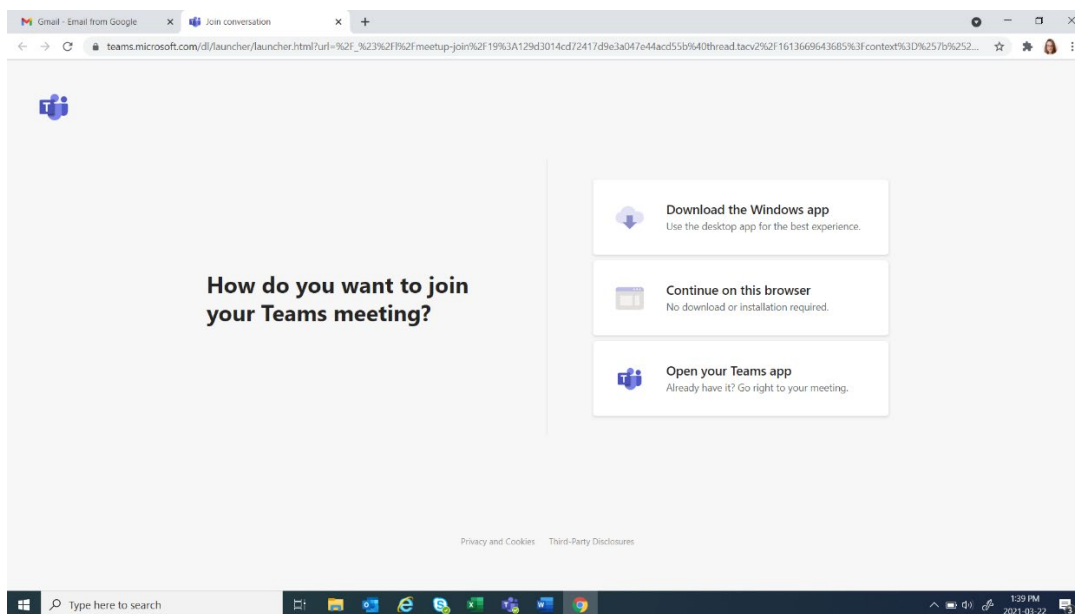 Gmail - Email from Google
Join conversation
teams.microsoft.com/dl/launcher/launcher.html?url=%2F_%23%2Fl%2Fmeetup-join%2F19%3A129d3014cd72417d9e3a047e44acd55b%40thread.tacv2%2F1613669643685%3Fcontext%3D%257b%252...
Download the Windows app
Use the desktop app for the best experience.
How do you want to join
your Teams meeting?
Continue on this browser
No download or installation required.
Open your Teams app
Already have it? Go right to your meeting.
Privacy and Cookies Third-Party Disclosures
Type here to search
1:39 PM
2021-03-22